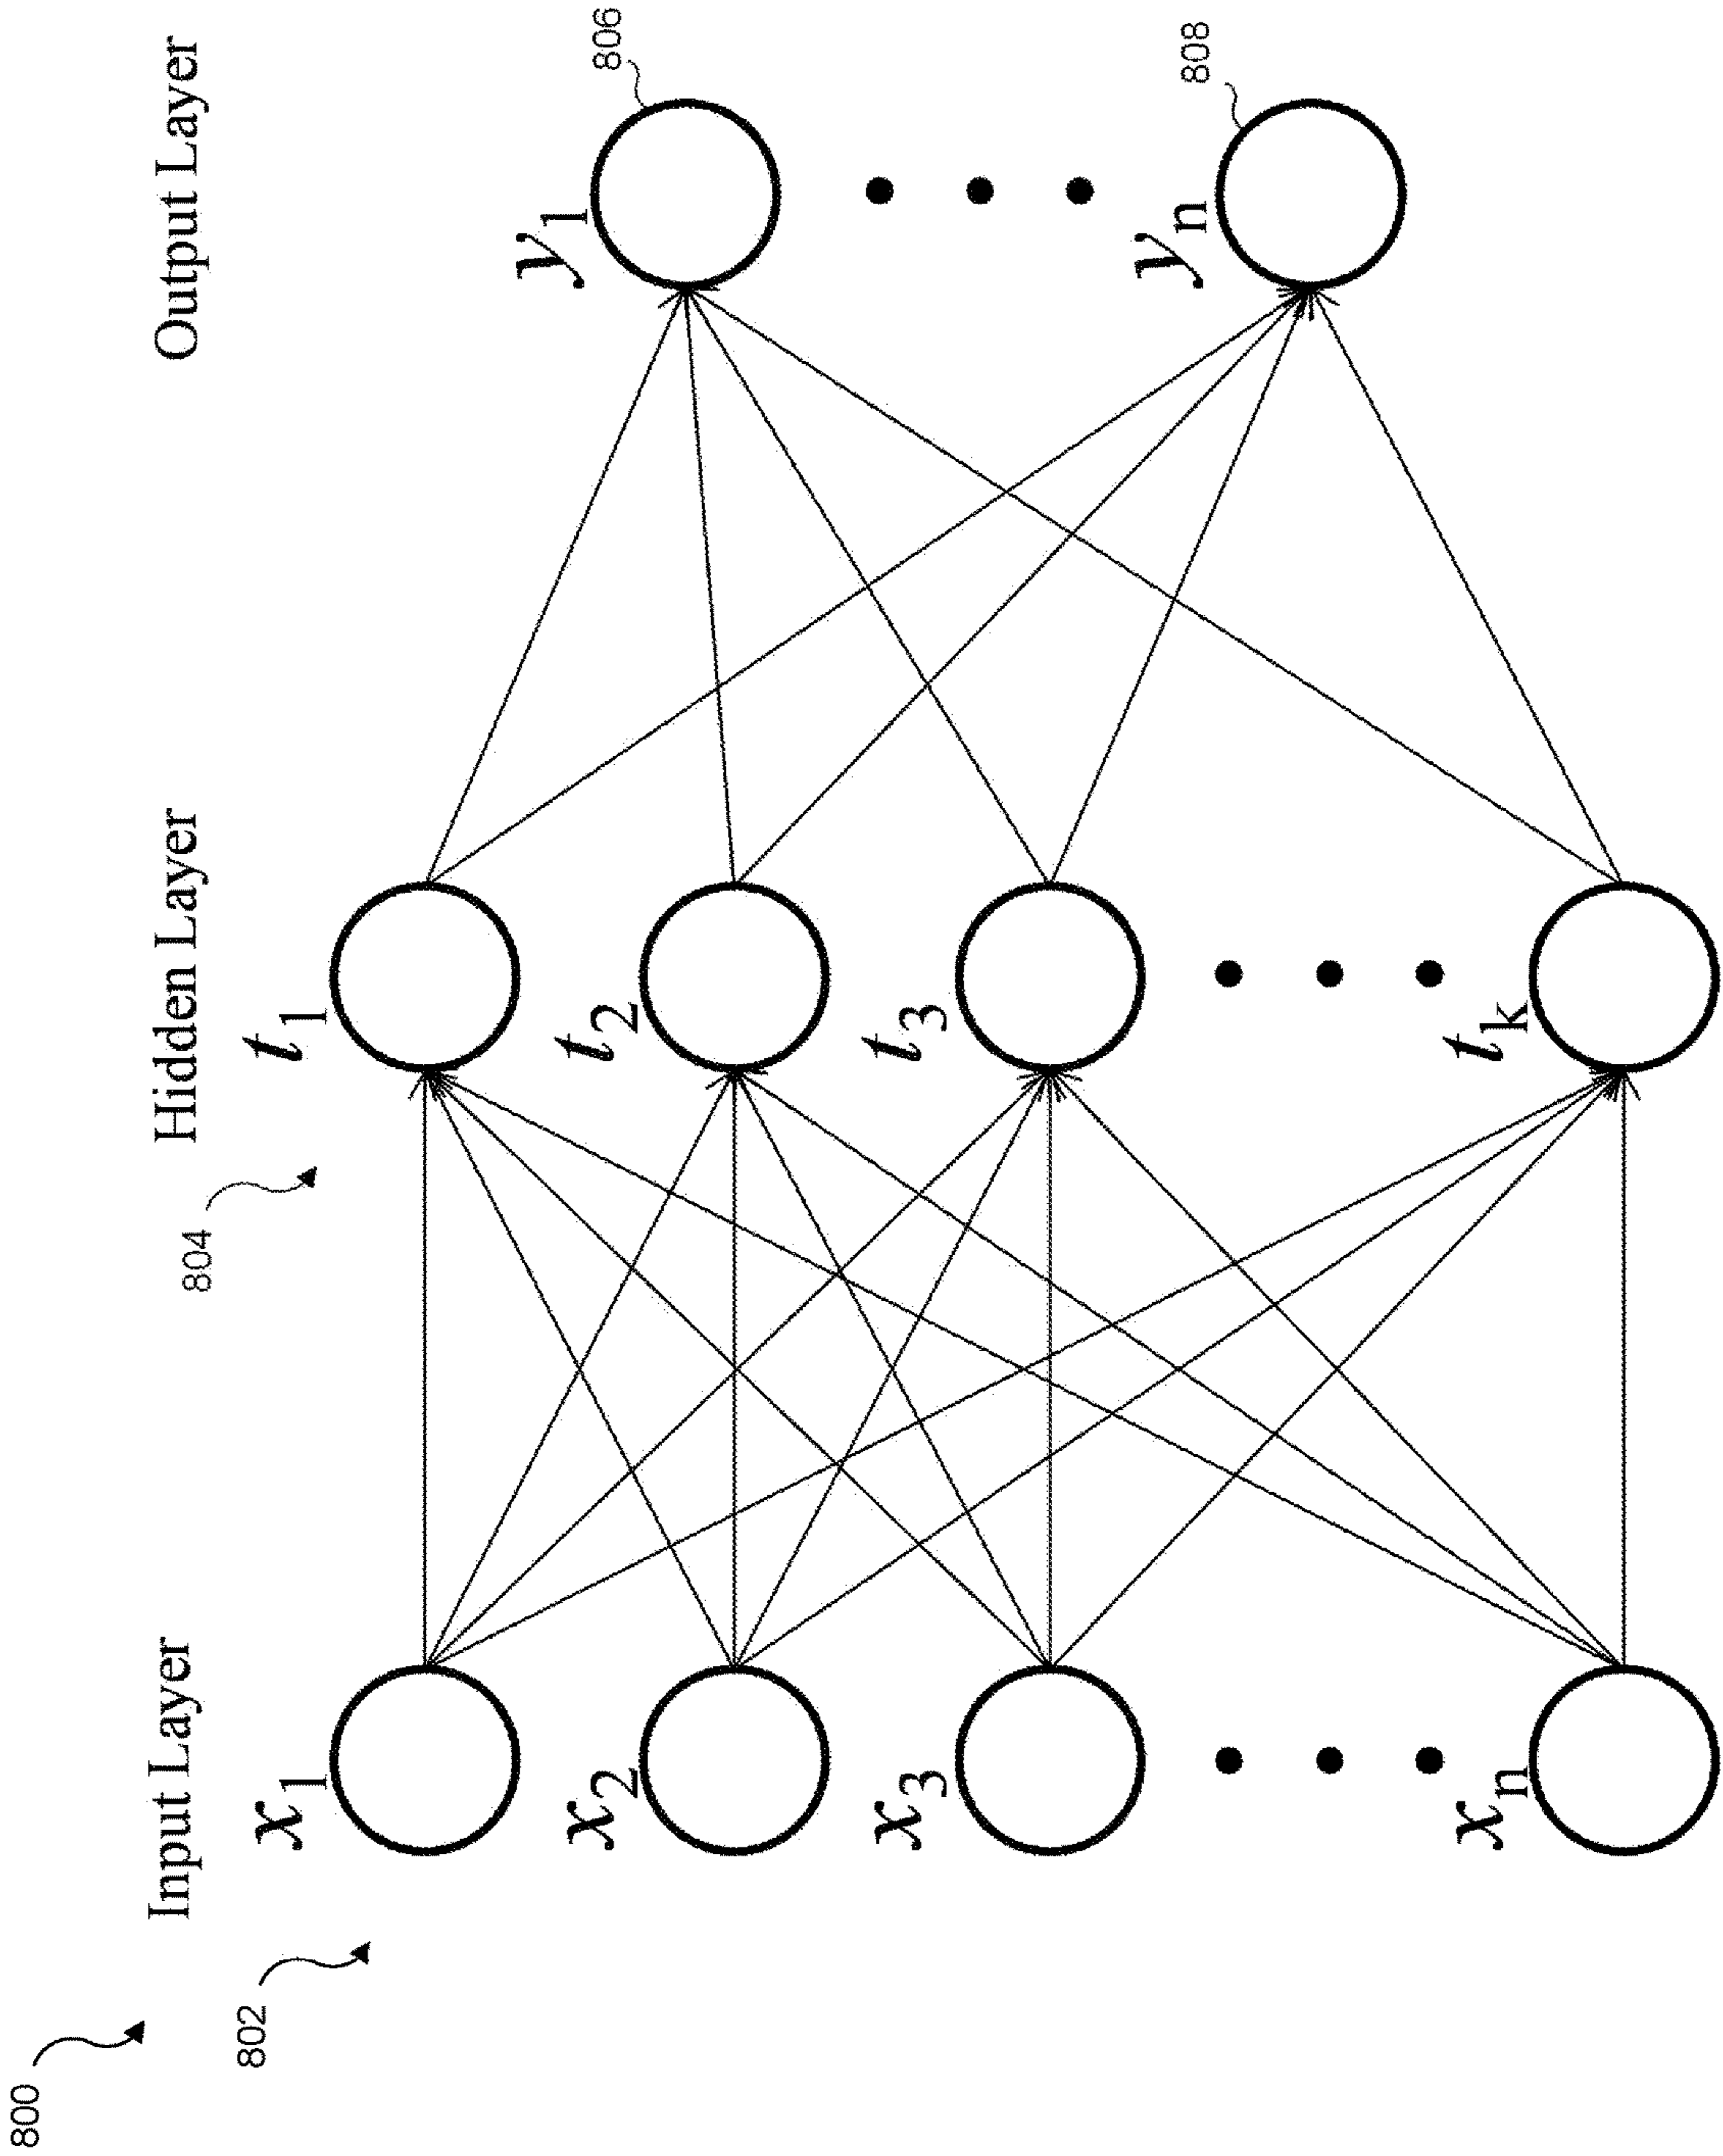 800
802
804
Input Layer
Hidden Layer
Output Layer
x1
x2
x3
xn
t1
t2
t3
tk
y1
yn
806
808